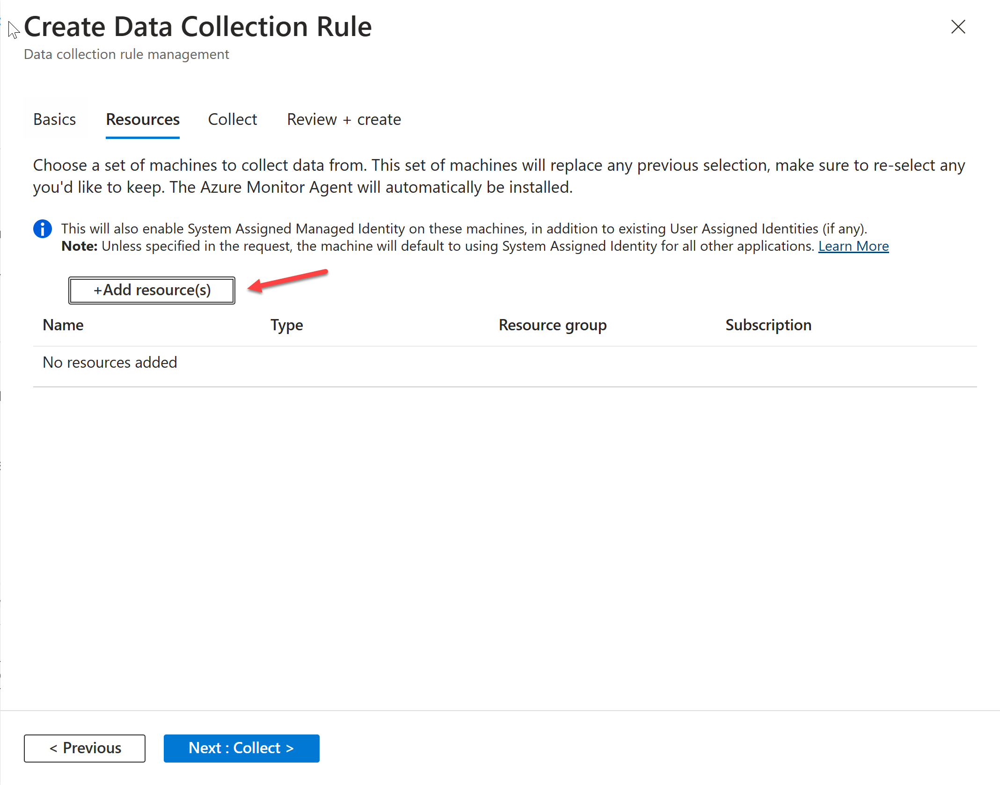 Create Data Collection Rule
Data collection rule management
Basics Resources Collect Review + create
Choose a set of machines to collect data from. This set of machines will replace any previous selection, make sure to re-select any
you'd like to keep. The Azure Monitor Agent will automatically be installed.
This will also enable System Assigned Managed Identity on these machines, in addition to existing User Assigned Identities (if any).
Note: Unless specified in the request, the machine will default to using System Assigned Identity for all other applications. Learn More
+Add resource(s)
Name Type Resource group Subscription
No resources added
< Previous Next : Collect >